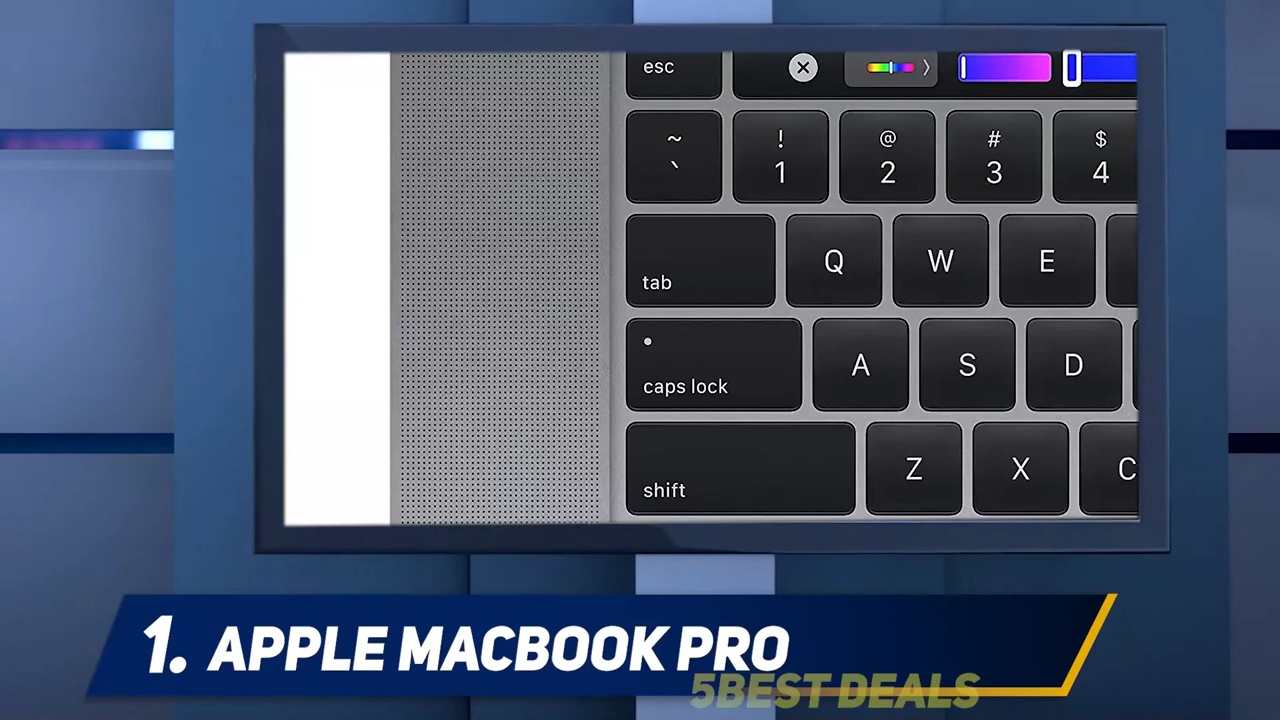 esc
~ ! @ # $
` 1 2 3 4
tab Q W E
caps lock A S D
shift Z X C
1. APPLE MACBOOK PRO
5BEST DEALS